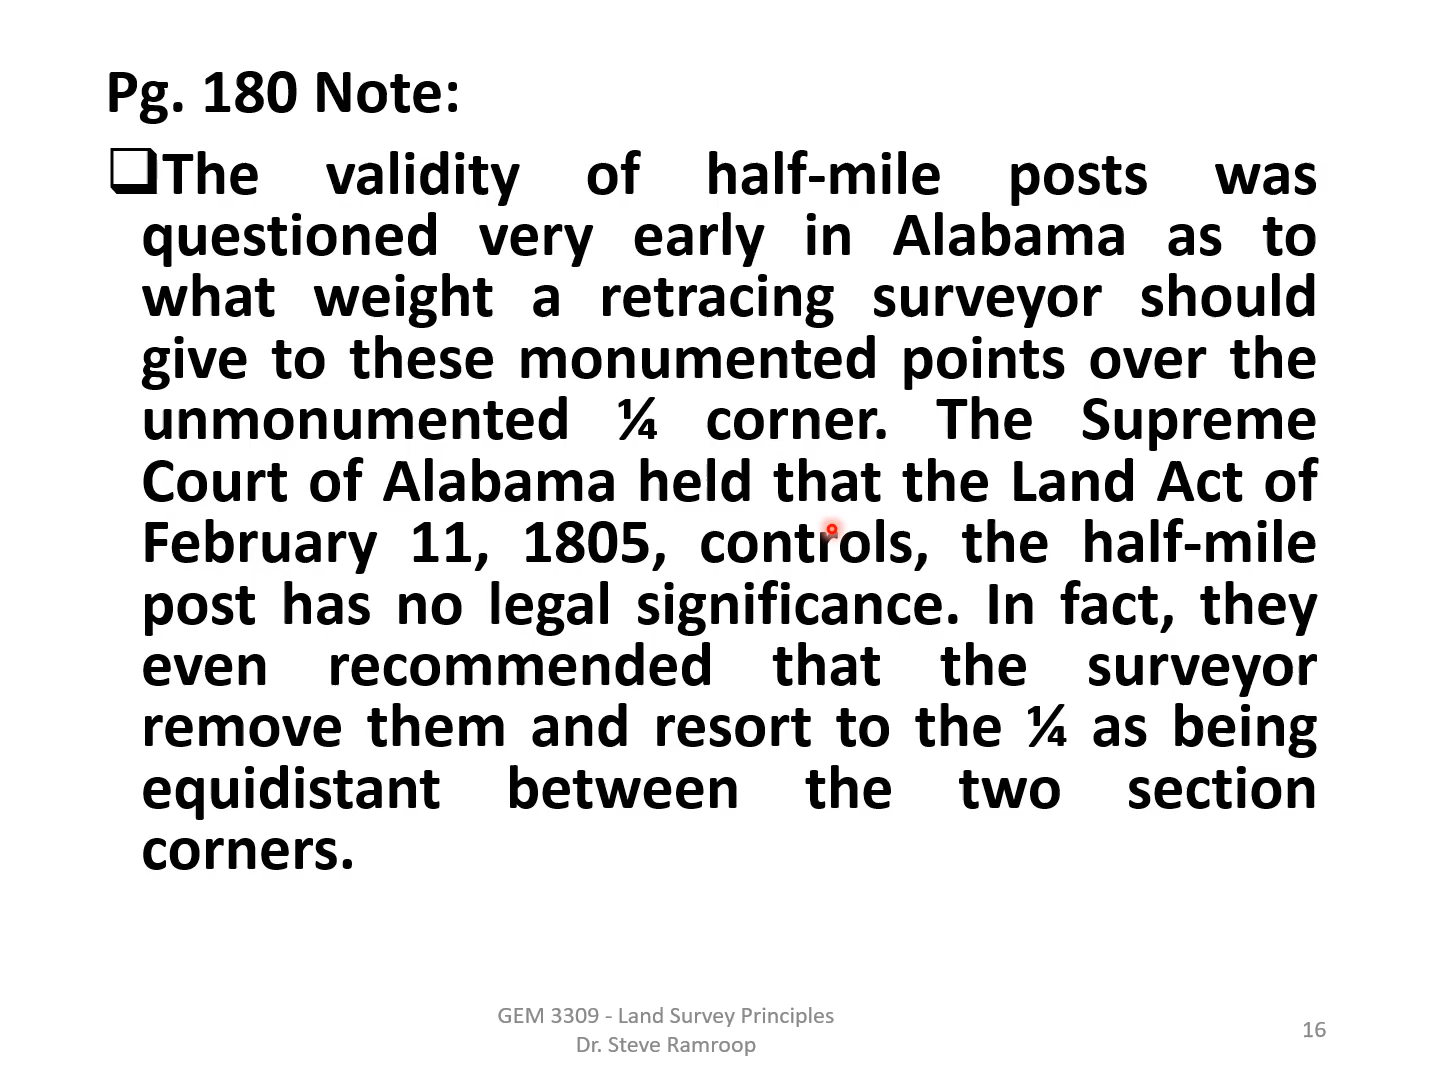 Pg. 180 Note:
❑The validity of half-mile posts was
questioned very early in Alabama as to
what weight a retracing surveyor should
give to these monumented points over the
unmonumented ¼ corner. The Supreme
Court of Alabama held that the Land Act of
February 11, 1805, controls, the half-mile
post has no legal significance. In fact, they
even recommended that the surveyor
remove them and resort to the ¼ as being
equidistant between the two section
corners.
GEM 3309 - Land Survey Principles
Dr. Steve Ramroop
16